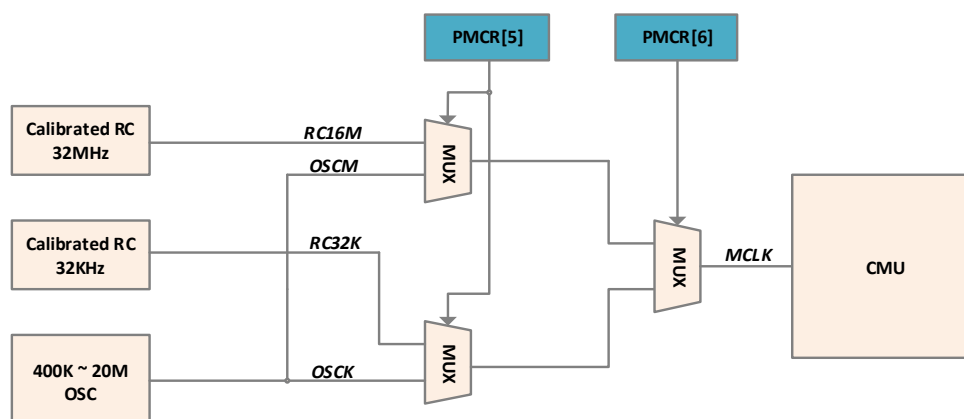 PMCR[5]
PMCR[6]
Calibrated RC
32MHz
RC16M
OSCM
MUX
Calibrated RC
32KHz
RC32K
MUX
MCLK
CMU
400K ~ 20M
OSC
OSCK
MUX